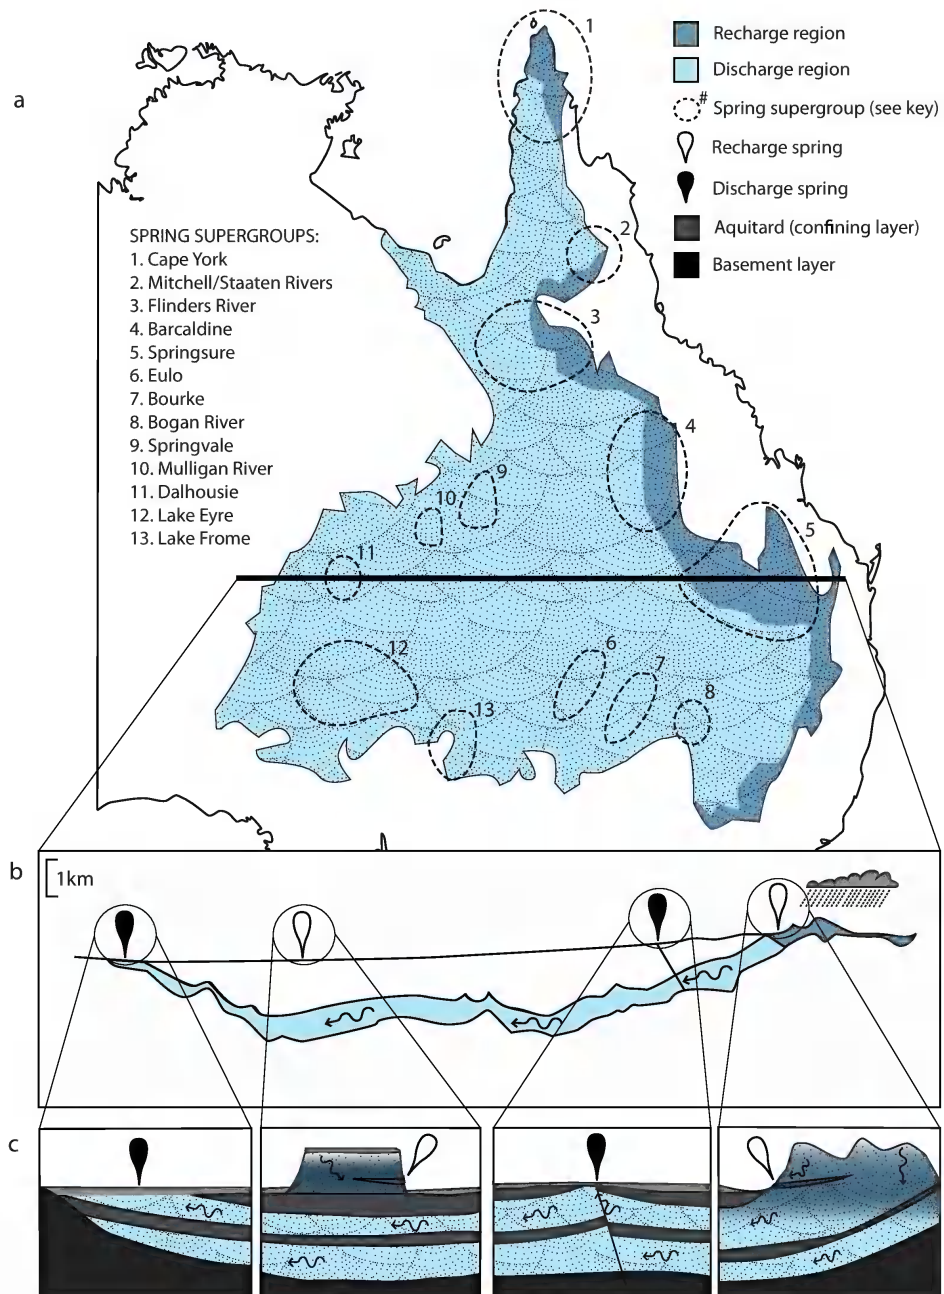 a
1
Recharge region
Discharge region
# Spring supergroup (see key)
Recharge spring
Discharge spring
Aquitard (confining layer)
Basement layer
SPRING SUPERGROUPS:
1. Cape York
2. Mitchell/Staaten Rivers
3. Flinders River
4. Barcaldine
5. Springsure
6. Eulo
7. Bourke
8. Bogan River
9. Springvale
10. Mulligan River
11. Dalhousie
12. Lake Eyre
13. Lake Frome
2
3
4
9
10
5
11
6
12
7
8
13
b
1km
c